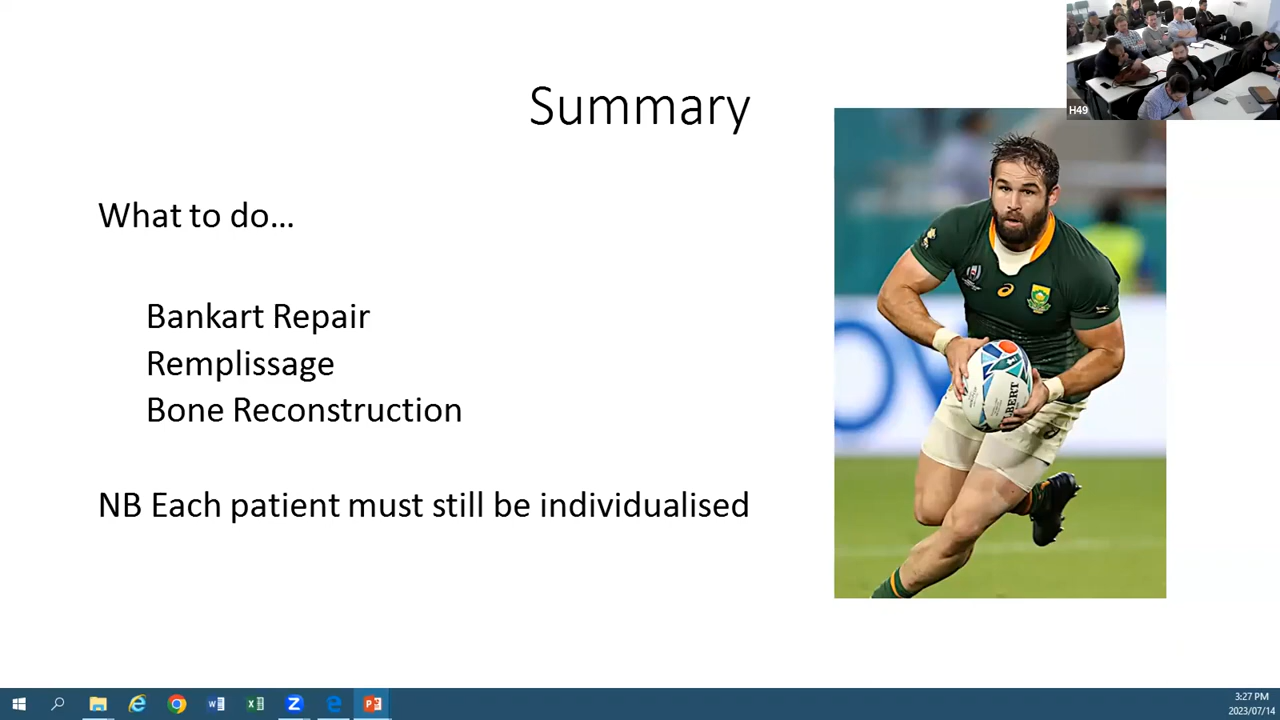 H49
Summary
What to do...
Bankart Repair
Remplissage
Bone Reconstruction
NB Each patient must still be individualised
3:27 PM
2023/07/14